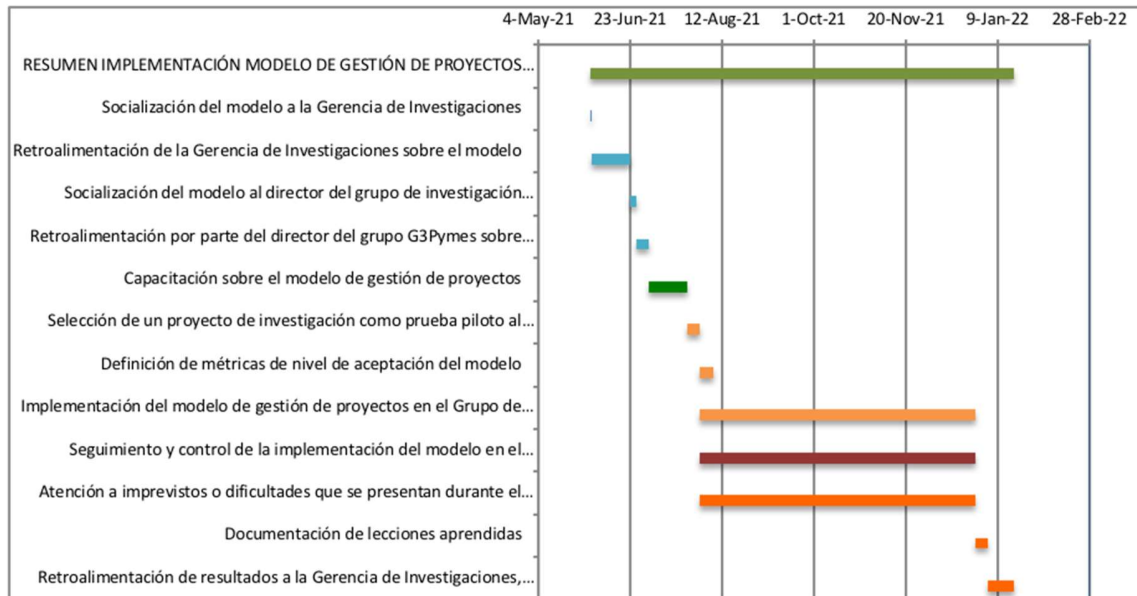 4-May-21 23-Jun-21 12-Aug-21 1-Oct-21 20-Nov-21 9-Jan-22 28-Feb-22
RESUMEN IMPLEMENTACIÓN MODELO DE GESTIÓN DE PROYECTOS...
Socialización del modelo a la Gerencia de Investigaciones
Retroalimentación de la Gerencia de Investigaciones sobre el modelo
Socialización del modelo al director del grupo de investigación...
Retroalimentación por parte del director del grupo G3Pymes sobre...
Capacitación sobre el modelo de gestión de proyectos
Selección de un proyecto de investigación como prueba piloto al...
Definición de métricas de nivel de aceptación del modelo
Implementación del modelo de gestión de proyectos en el Grupo de...
Seguimiento y control de la implementación del modelo en el...
Atención a imprevistos o dificultades que se presentan durante el...
Documentación de lecciones aprendidas
Retroalimentación de resultados a la Gerencia de Investigaciones,...